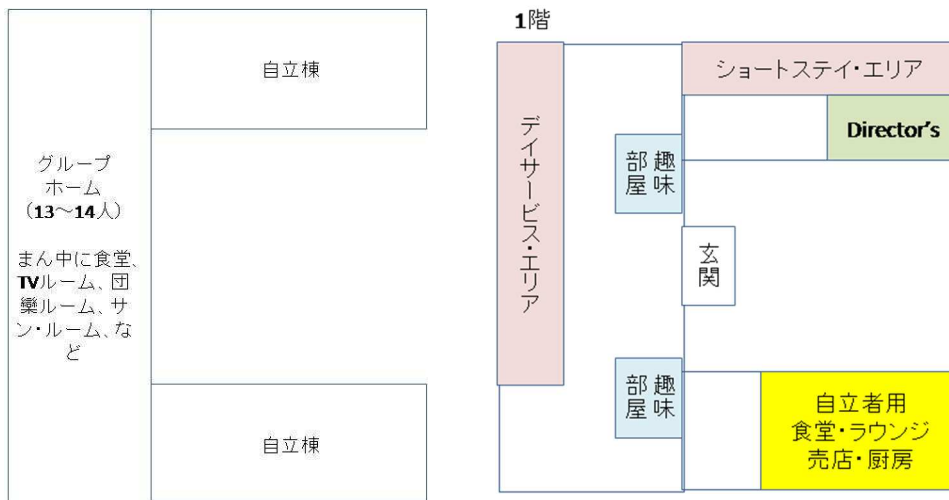 自立棟
グループ
ホーム
（13～14人）
まん中に食堂、
TVルーム、団
欒ルーム、サ
ン・ルーム、な
ど
自立棟
1階
デイサービス・エリア
ショートステイ・エリア
Director's
趣味
部屋
玄関
趣味
部屋
自立者用
食堂・ラウンジ
売店・厨房